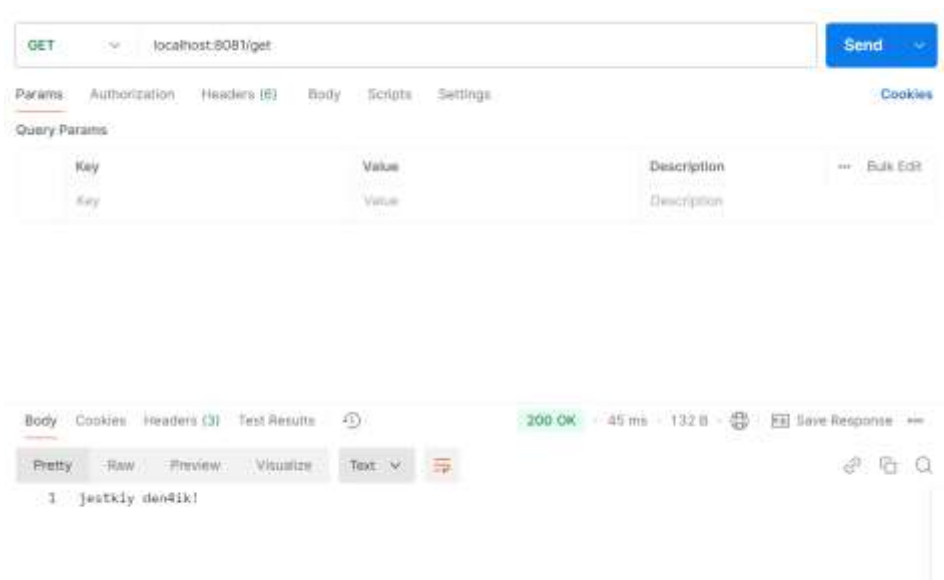 GET localhost:8081/get Send
Params Authorization Headers (6) Body Scripts Settings Cookies
Query Params
Key Value Description ••• Bulk Edit
Key Value Description
Body Cookies Headers (3) Test Results 200 OK • 45 ms • 132 B • Save Response •••
Pretty Raw Preview Visualize Text
1 jestkiy den4ik!